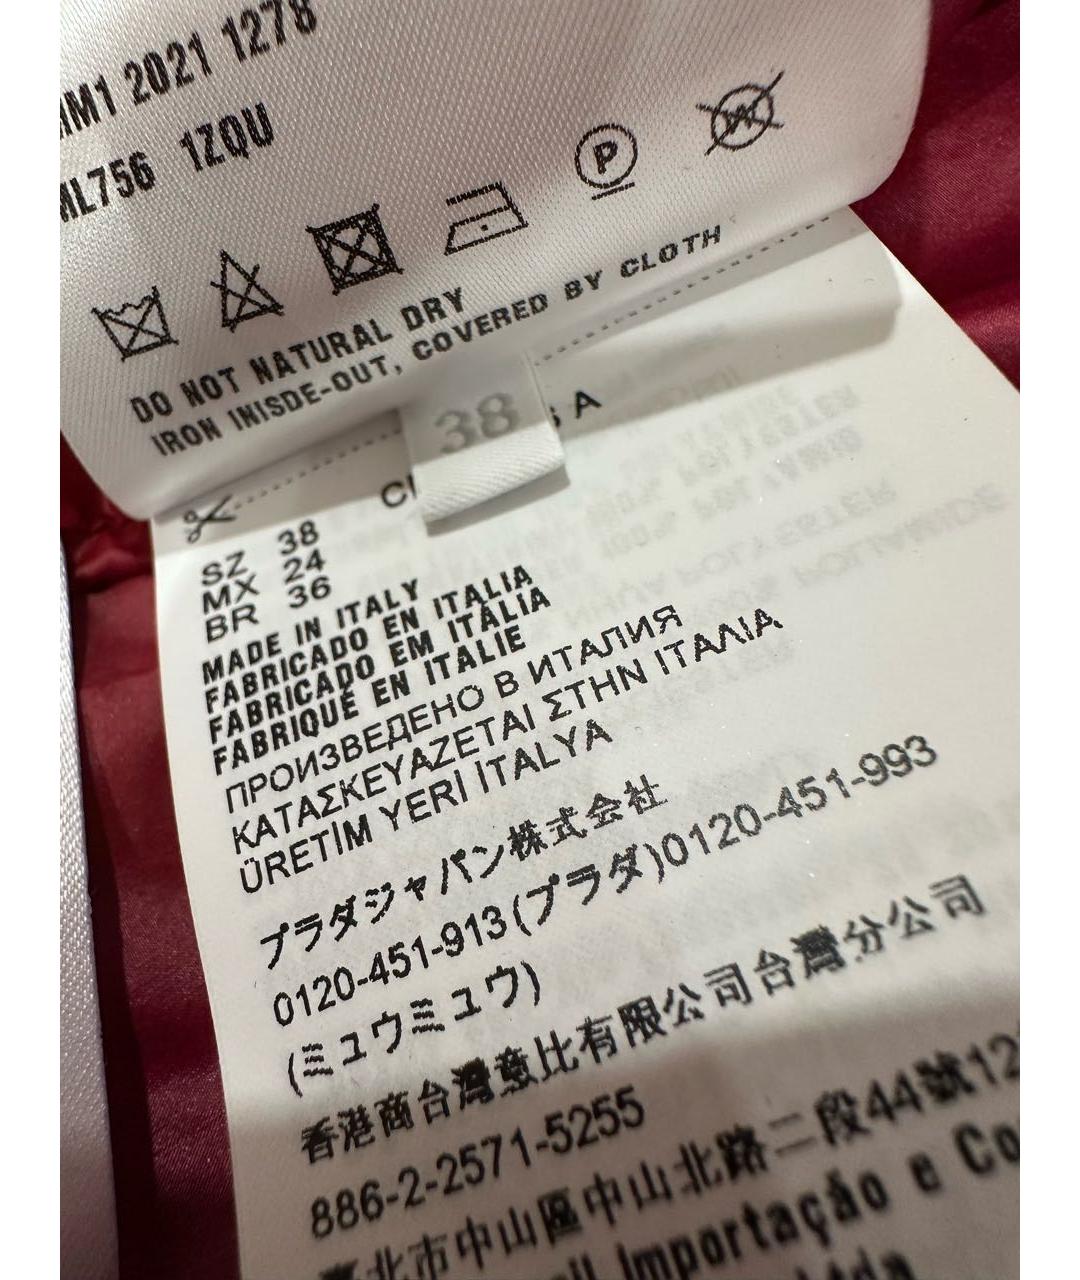 2021 1278
1ZQU
P
W
DO NOT NATURAL DRY
IRON INISDE-OUT, COVERED BY CLOTH
38
A
SZ 38
MX 24
BR 36
MADE IN ITALY
FABRICADO EN ITALIA
FABRICADO EM ITÀLIA
FABRIQUÉ EN ITALIE
ПРОИЗВЕДЕНО В ИТАЛИЯ
ΚΑΤΑΣΚΕΥΑΖΕΤΑΙ ΣΤΗΝ ΙΤΑΛΙΑ
ÜRETİM YERİ İTALYA
プラダジャパン株式会社
0120-451-913(プラダ)0120-451-993
(ミュウミュウ)
香港商台灣意比有限公司台灣分公司
886-2-2571-5255
臺北市中山區中山北路二段44號12
Importação e